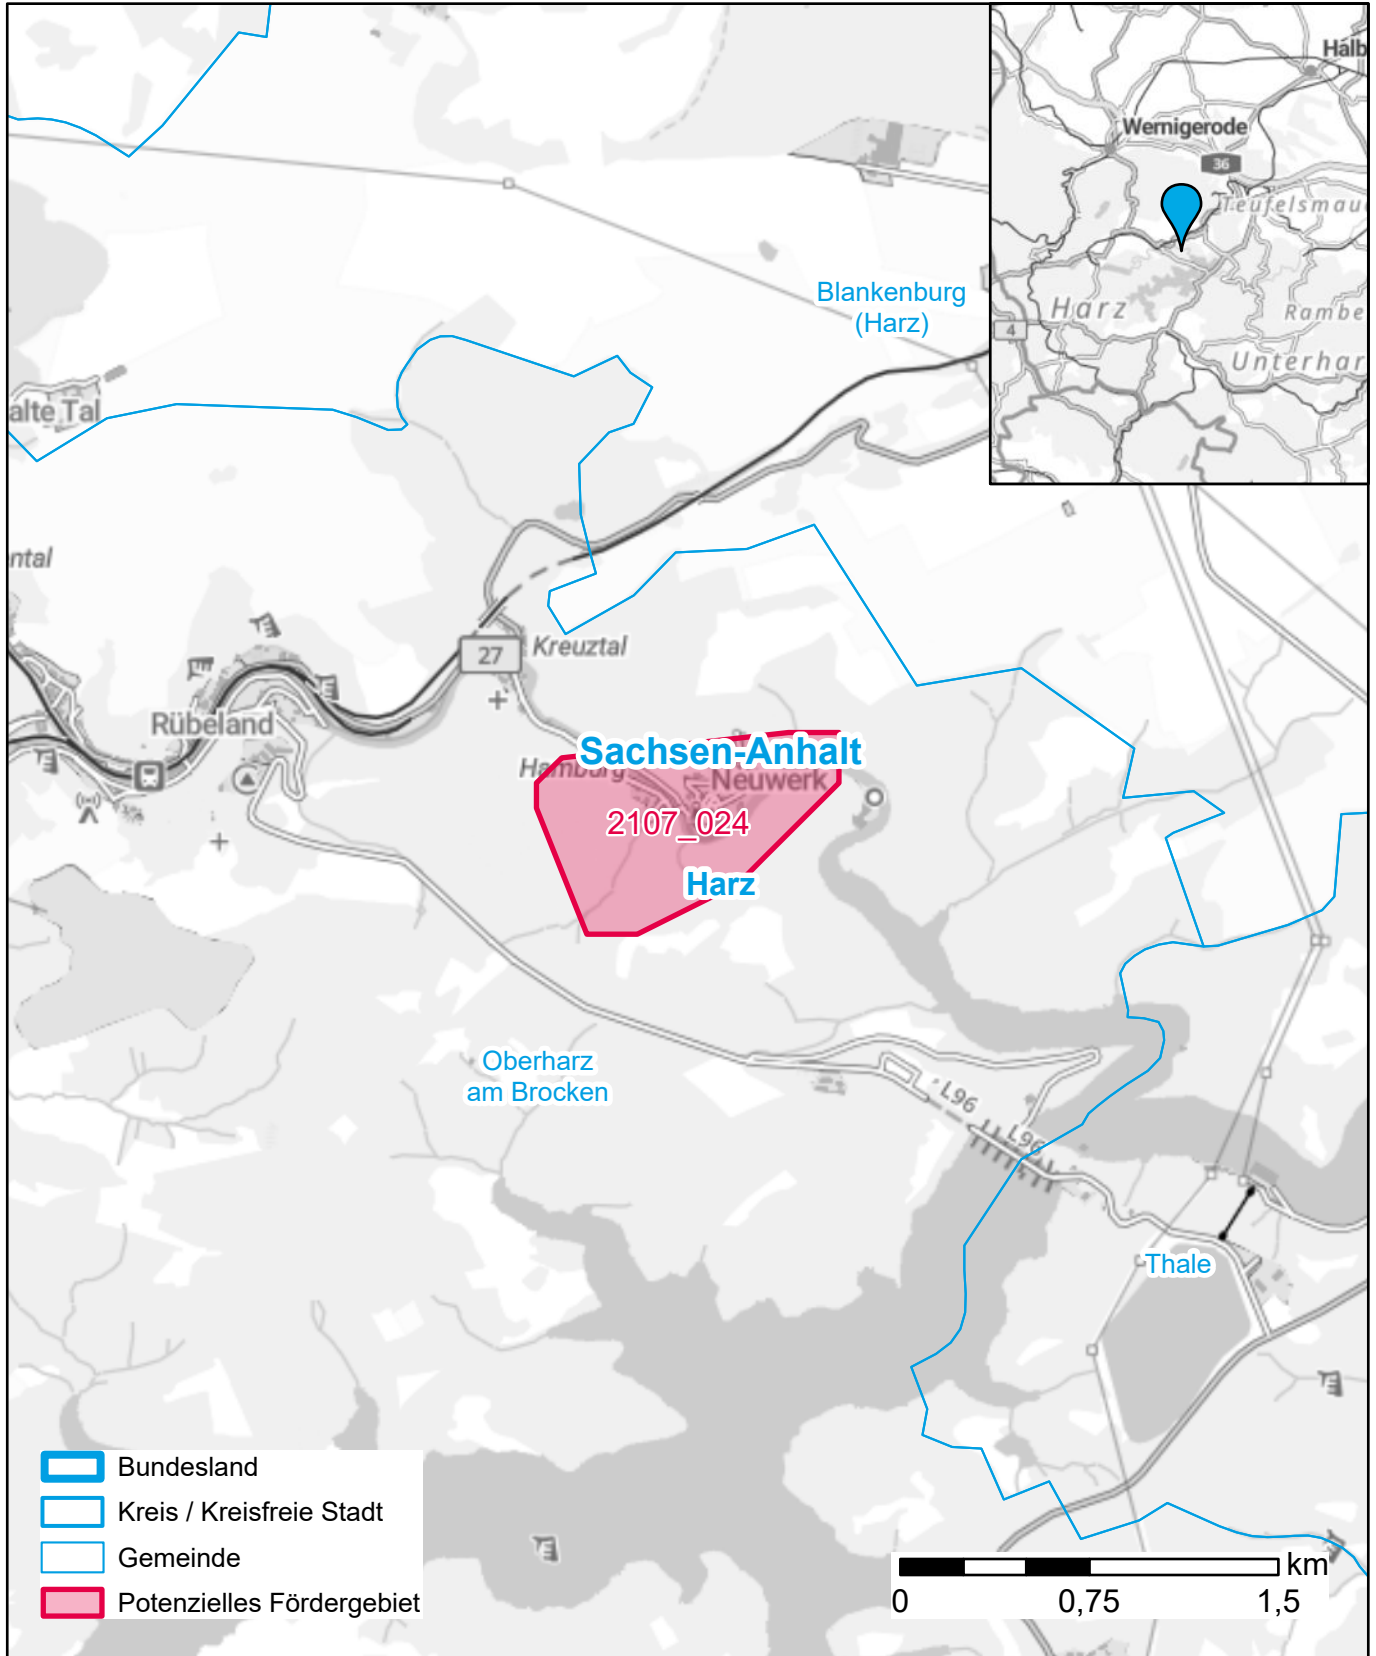 Halb
Wernigerode
36
Teufelsmau
Harz
4
Rambe
Unterhar
Blankenburg
(Harz)
alte Tal
ntal
27
Kreuztal
Rübeland
Sachsen-Anhalt
Hamburg
Neuwerk
2107_024
Harz
Oberharz
am Brocken
L96
L96
Thale
Bundesland
Kreis / Kreisfreie Stadt
Gemeinde
Potenzielles Fördergebiet
km
0 0,75 1,5